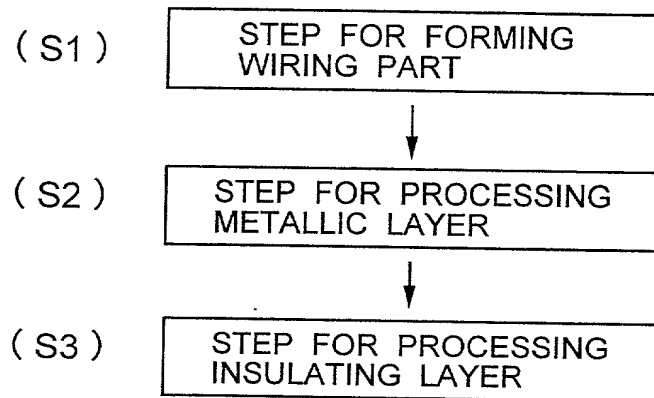 ( S1 ) STEP FOR FORMING
WIRING PART
( S2 ) STEP FOR PROCESSING
METALLIC LAYER
( S3 ) STEP FOR PROCESSING
INSULATING LAYER